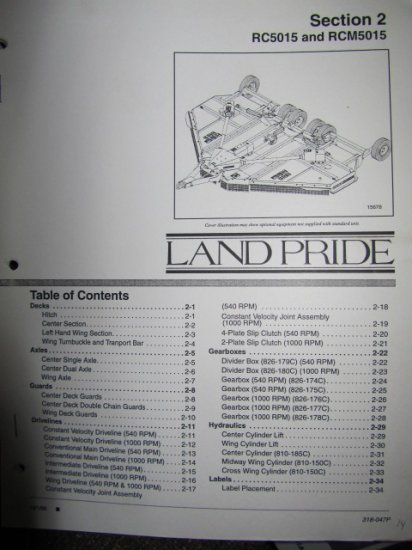 Section 2
RC5015 and RCM5015
15678
Cover illustration may show optional equipment not supplied with standard unit.
LAND PRIDE
Table of Contents
Decks 2-1
Hitch 2-1
Center Section 2-2
Left Hand Wing Section 2-3
Wing Turnbuckle and Tranport Bar 2-4
Axles 2-5
Center Single Axle 2-5
Center Dual Axle 2-6
Wing Axle 2-7
Guards 2-8
Center Deck Guards 2-8
Center Deck Double Chain Guards 2-9
Wing Deck Guards 2-10
Drivelines 2-11
Constant Velocity Driveline (540 RPM) 2-11
Constant Velocity Driveline (1000 RPM) 2-12
Conventional Main Driveline (540 RPM) 2-13
Conventional Main Driveline (1000 RPM) 2-14
Intermediate Driveline (540 RPM) 2-15
Intermediate Driveline (1000 RPM) 2-16
Wing Driveline (540 RPM & 1000 RPM) 2-17
Constant Velocity Joint Assembly
(540 RPM) 2-18
Constant Velocity Joint Assembly
(1000 RPM) 2-19
4-Plate Slip Clutch (540 RPM) 2-20
2-Plate Slip Clutch (1000 RPM) 2-21
Gearboxes 2-22
Divider Box (826-179C) (540 RPM) 2-22
Divider Box (826-180C) (1000 RPM) 2-23
Gearbox (540 RPM) (826-174C) 2-24
Gearbox (540 RPM) (826-175C) 2-25
Gearbox (1000 RPM) (826-176C) 2-26
Gearbox (1000 RPM) (826-177C) 2-27
Gearbox (1000 RPM) (826-178C) 2-28
Hydraulics 2-29
Center Cylinder Lift 2-29
Wing Cylinder Lift 2-30
Center Cylinder (810-185C) 2-31
Midway Wing Cylinder (810-150C) 2-32
Cross Wing Cylinder (810-150C) 2-33
Labels 2-34
Label Placement 2-34
318-047P